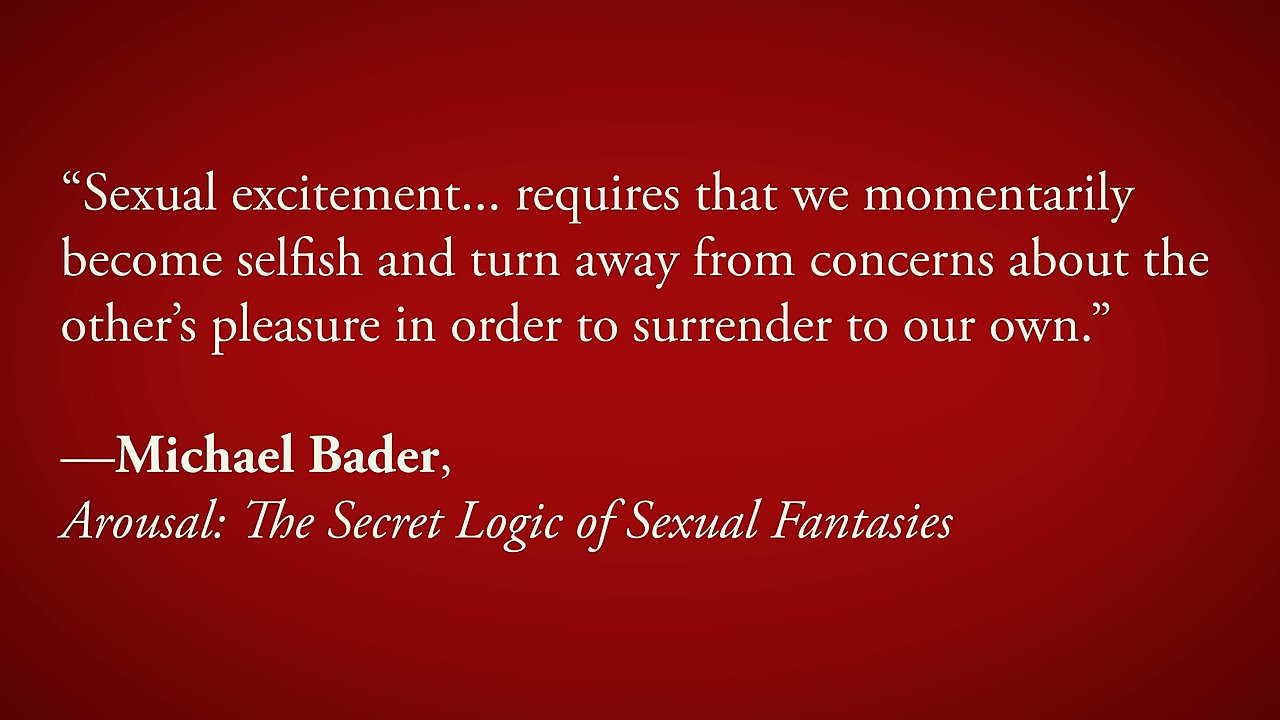 “Sexual excitement... requires that we momentarily
become selfish and turn away from concerns about the
other’s pleasure in order to surrender to our own.”
—Michael Bader,
Arousal: The Secret Logic of Sexual Fantasies